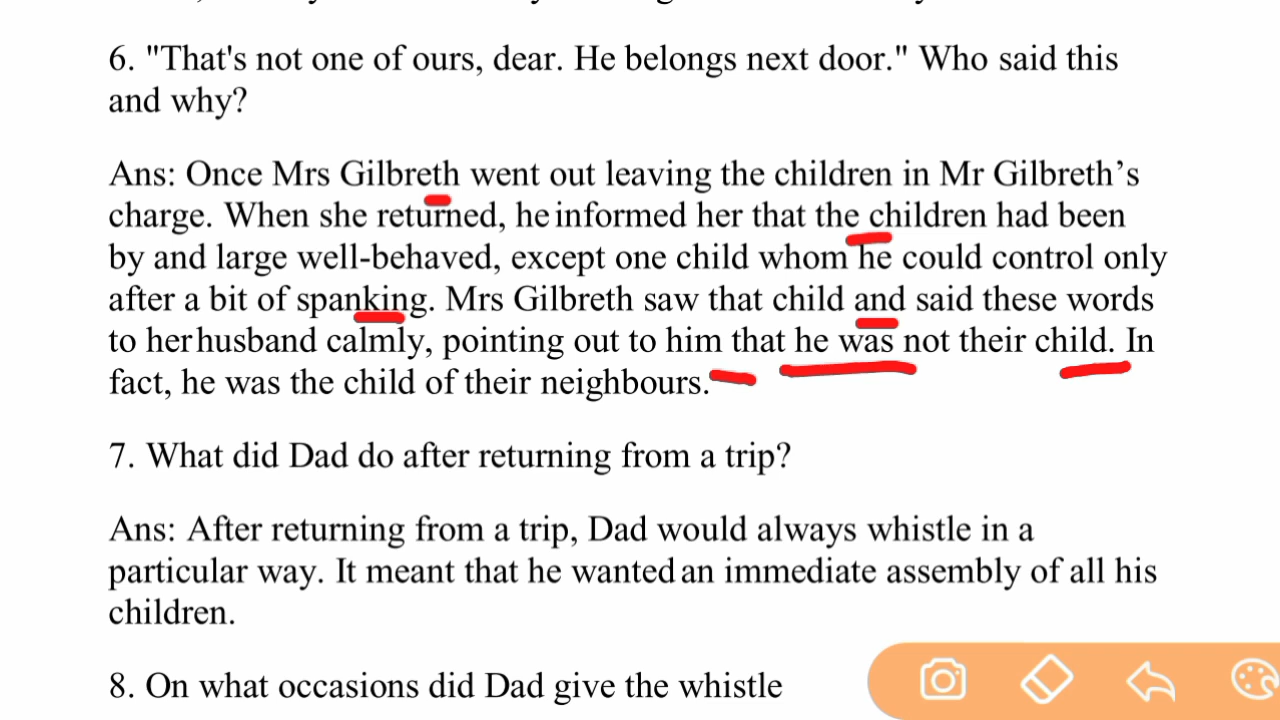 6. "That's not one of ours, dear. He belongs next door." Who said this
and why?
Ans: Once Mrs Gilbreth went out leaving the children in Mr Gilbreth’s
charge. When she returned, he informed her that the children had been
by and large well-behaved, except one child whom he could control only
after a bit of spanking. Mrs Gilbreth saw that child and said these words
to her husband calmly, pointing out to him that he was not their child. In
fact, he was the child of their neighbours.
7. What did Dad do after returning from a trip?
Ans: After returning from a trip, Dad would always whistle in a
particular way. It meant that he wanted an immediate assembly of all his
children.
8. On what occasions did Dad give the whistle